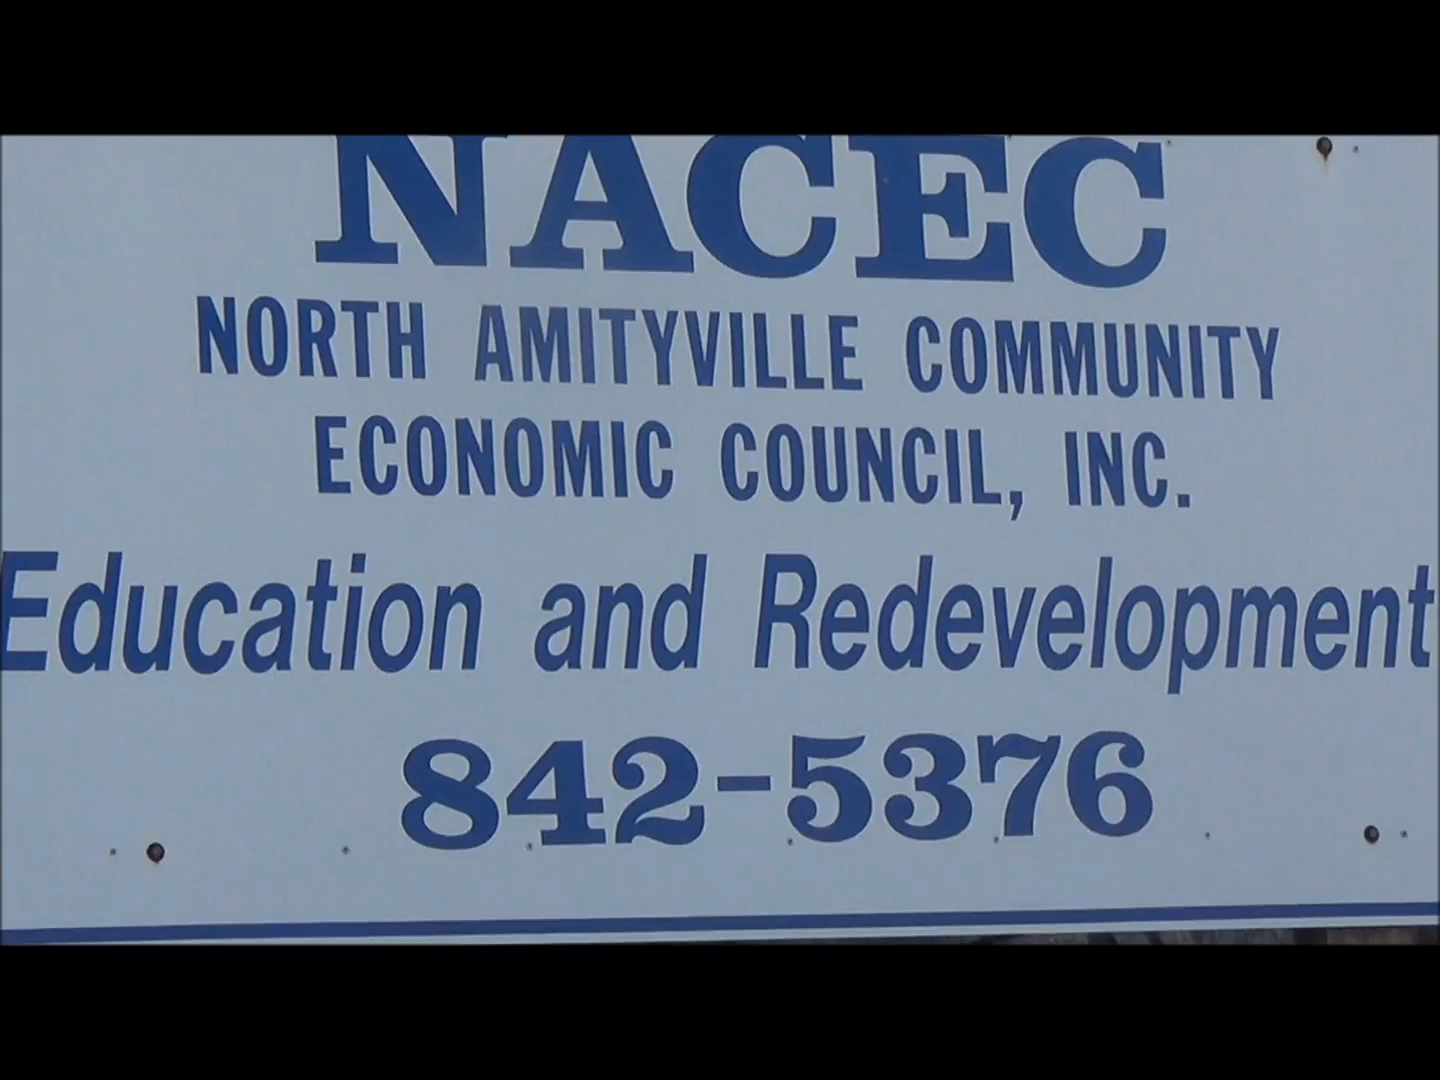 NACEC
NORTH AMITYVILLE COMMUNITY
ECONOMIC COUNCIL, INC.
Education and Redevelopment
842-5376